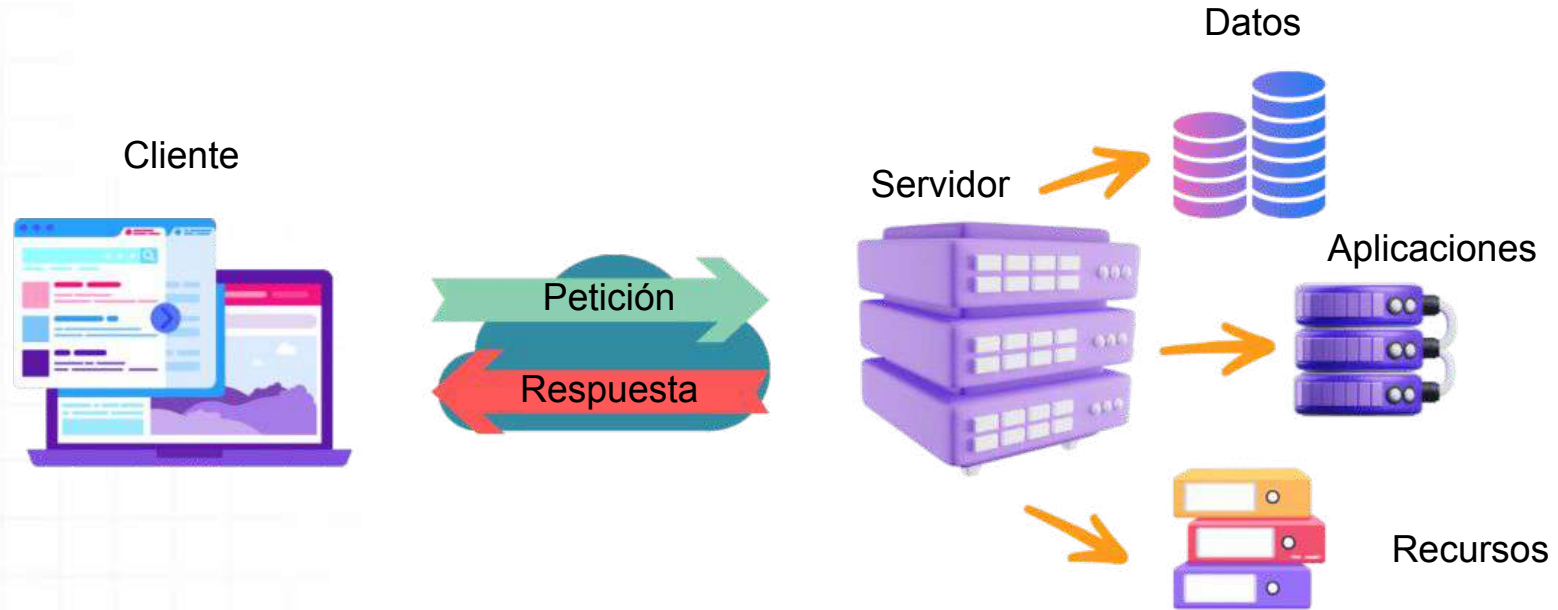 Cliente
Petición
Respuesta
Servidor
Datos
Aplicaciones
Recursos